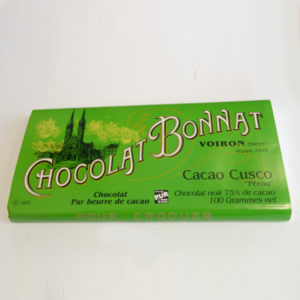 CHOCOLAT BONNAT
VOIRON (Isère)
depuis 1884
Cacao Cusco
"Pérou"
Chocolat noir 75% de cacao
100 Grammes net
Chocolat
Pur beurre de cacao
PUR
POUR CROQUER